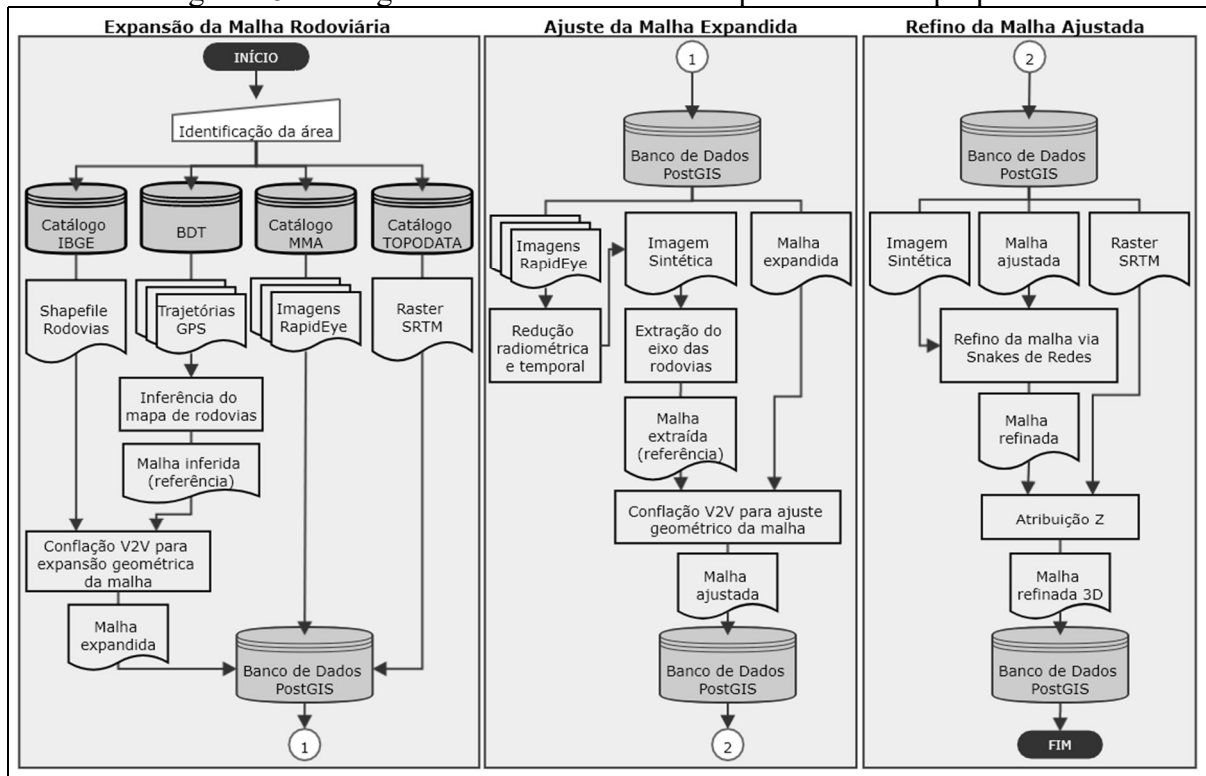 Expansão da Malha Rodoviária
INÍCIO
Identificação da área
Catálogo
IBGE
BDT
Catálogo
MMA
Catálogo
TOPODATA
Shapefile
Rodovias
Trajetórias
GPS
Imagens
RapidEye
Raster
SRTM
Inferência do
mapa de rodovias
Malha inferida
(referência)
Conflação V2V para
expansão geométrica
da malha
Malha
expandida
Banco de Dados
PostGIS
1
Ajuste da Malha Expandida
1
Banco de Dados
PostGIS
Imagens
RapidEye
Imagem
Sintética
Malha
expandida
Redução
radiométrica
e temporal
Extração do
eixo das
rodovias
Malha
extraída
(referência)
Conflação V2V para ajuste
geométrico da malha
Malha
ajustada
Banco de Dados
PostGIS
2
Refino da Malha Ajustada
2
Banco de Dados
PostGIS
Imagem
Sintética
Malha
ajustada
Raster
SRTM
Refino da malha via
Snakes de Redes
Malha
refinada
Atribuição Z
Malha
refinada 3D
Banco de Dados
PostGIS
FIM